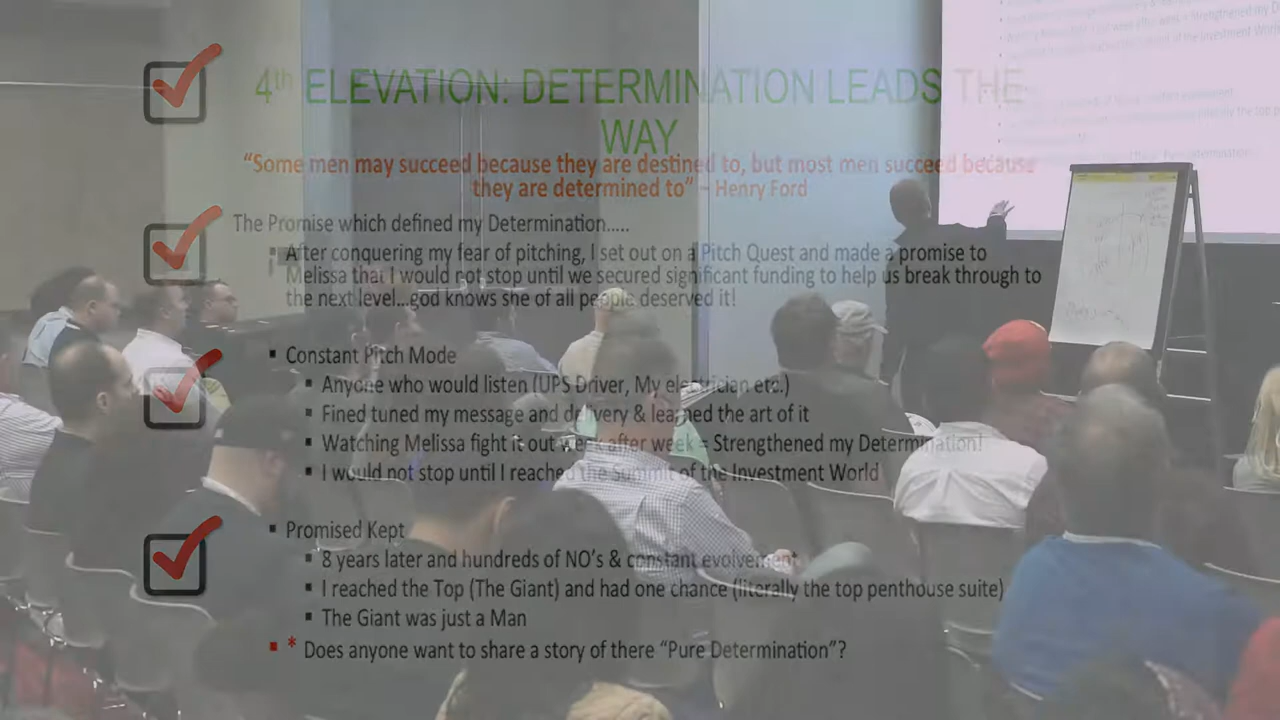 4th ELEVATION: DETERMINATION LEADS THE
WAY
“Some men may succeed because they are destined to, but most men succeed because
they are determined to” – Henry Ford
The Promise which defined my Determination.....
After conquering my fear of pitching, I set out on a Pitch Quest and made a promise to
Melissa that I would not stop until we secured significant funding to help us break through to
the next level...god knows she of all people deserved it!
▪ Constant Pitch Mode
▪ Anyone who would listen (UPS Driver, My electrician etc.)
▪ Fined tuned my message and delivery & learned the art of it
▪ Watching Melissa fight it out week after week = Strengthened my Determination!
▪ I would not stop until I reached the Summit of the Investment World
▪ Promised Kept
▪ 8 years later and hundreds of NO’s & constant evolvement
▪ I reached the Top (The Giant) and had one chance (literally the top penthouse suite)
▪ The Giant was just a Man
▪ * Does anyone want to share a story of there “Pure Determination”?